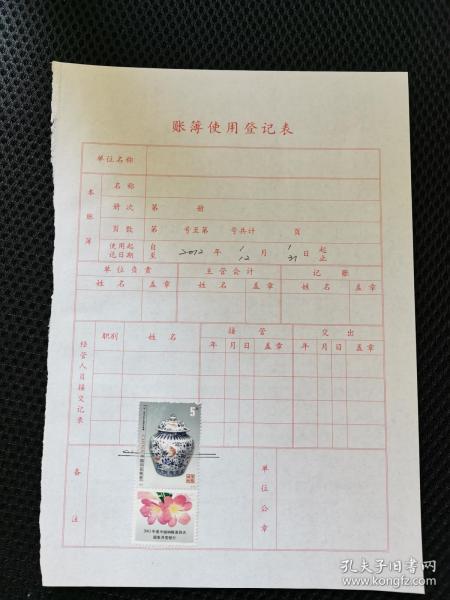 账簿使用登记表
单位名称
本账簿
名称
册次 第 册
页数 第 号至第 号共计 页
使用起 自 2012 年 1 月 1 日 起
迄日期 至 12 31 止
单位负责 主管会计 记账
姓名 盖章 姓名 盖章 姓名 盖章
经管人员接交记录
职别 姓名 接管 交出
年 月 日 盖章 年 月 日 盖章
备注
单位公章
5
孔夫子旧书网